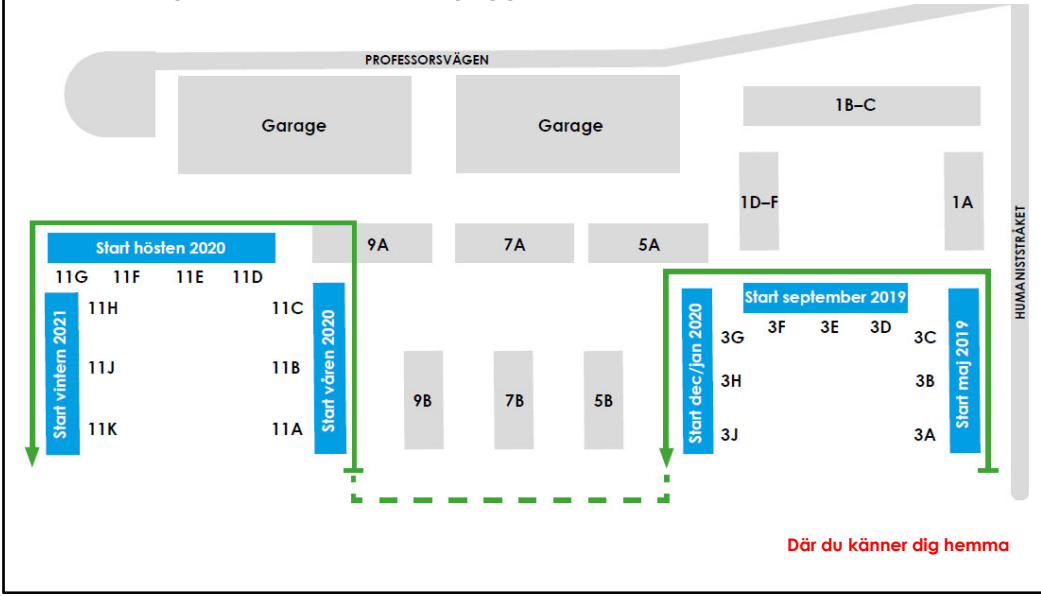 PROFESSORSVÄGEN
Garage
Garage
1B–C
1D–F
1A
HUMANISTSTRÅKET
9A
7A
5A
Start hösten 2020
11G 11F 11E 11D
Start vintern 2021
11H
11J
11K
11C
11B
11A
Start våren 2020
9B
7B
5B
Start september 2019
Start dec/jan 2020
3G
3F
3E
3D
3C
3H
3B
3J
3A
Start maj 2019
Där du känner dig hemma